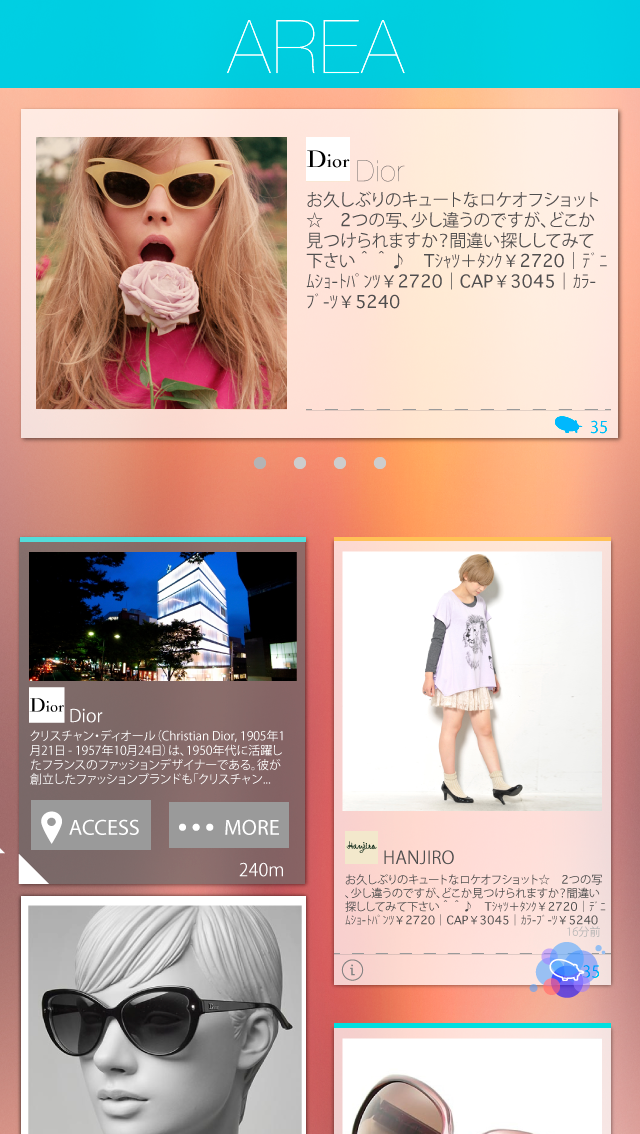 AREA
Dior Dior
お久しぶりのキュートなロケオフショット
☆　2つの写、少し違うのですが、どこか
見つけられますか？間違い探ししてみて
下さい＾＾♪　Tｼｬﾂ＋ﾀﾝｸ￥2720｜ﾃﾞﾆ
ﾑｼｮｰﾄﾊﾟﾝﾂ￥2720｜CAP￥3045｜ｶﾗｰ
ﾌﾞｰﾂ￥5240
35
Dior Dior
クリスチャン・ディオール（Christian Dior, 1905年1
月21日 - 1957年10月24日）は、1950年代に活躍し
たフランスのファッションデザイナーである。彼が
創立したファッションブランドも「クリスチャン...
ACCESS
MORE
240m
Hanjiro HANJIRO
お久しぶりのキュートなロケオフショット☆　2つの写
、少し違うのですが、どこか見つけられますか？間違い
探ししてみて下さい＾＾♪　Tｼｬﾂ＋ﾀﾝｸ￥2720｜ﾃﾞﾆ
ﾑｼｮｰﾄﾊﾟﾝﾂ￥2720｜CAP￥3045｜ｶﾗｰﾌﾞｰﾂ￥5240
16分前
i
35
Dior